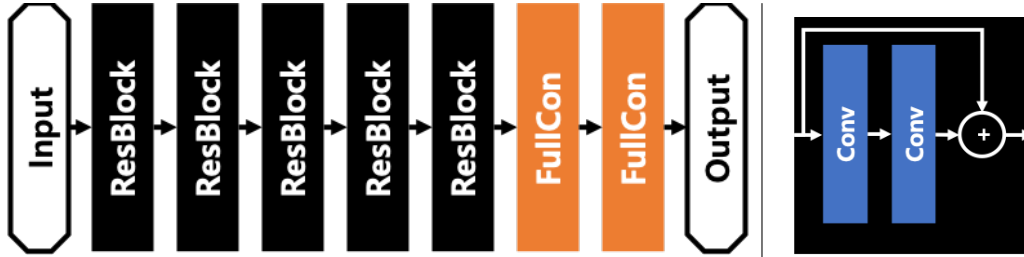 Input
ResBlock
ResBlock
ResBlock
ResBlock
ResBlock
FullCon
FullCon
Output
Conv
Conv
+